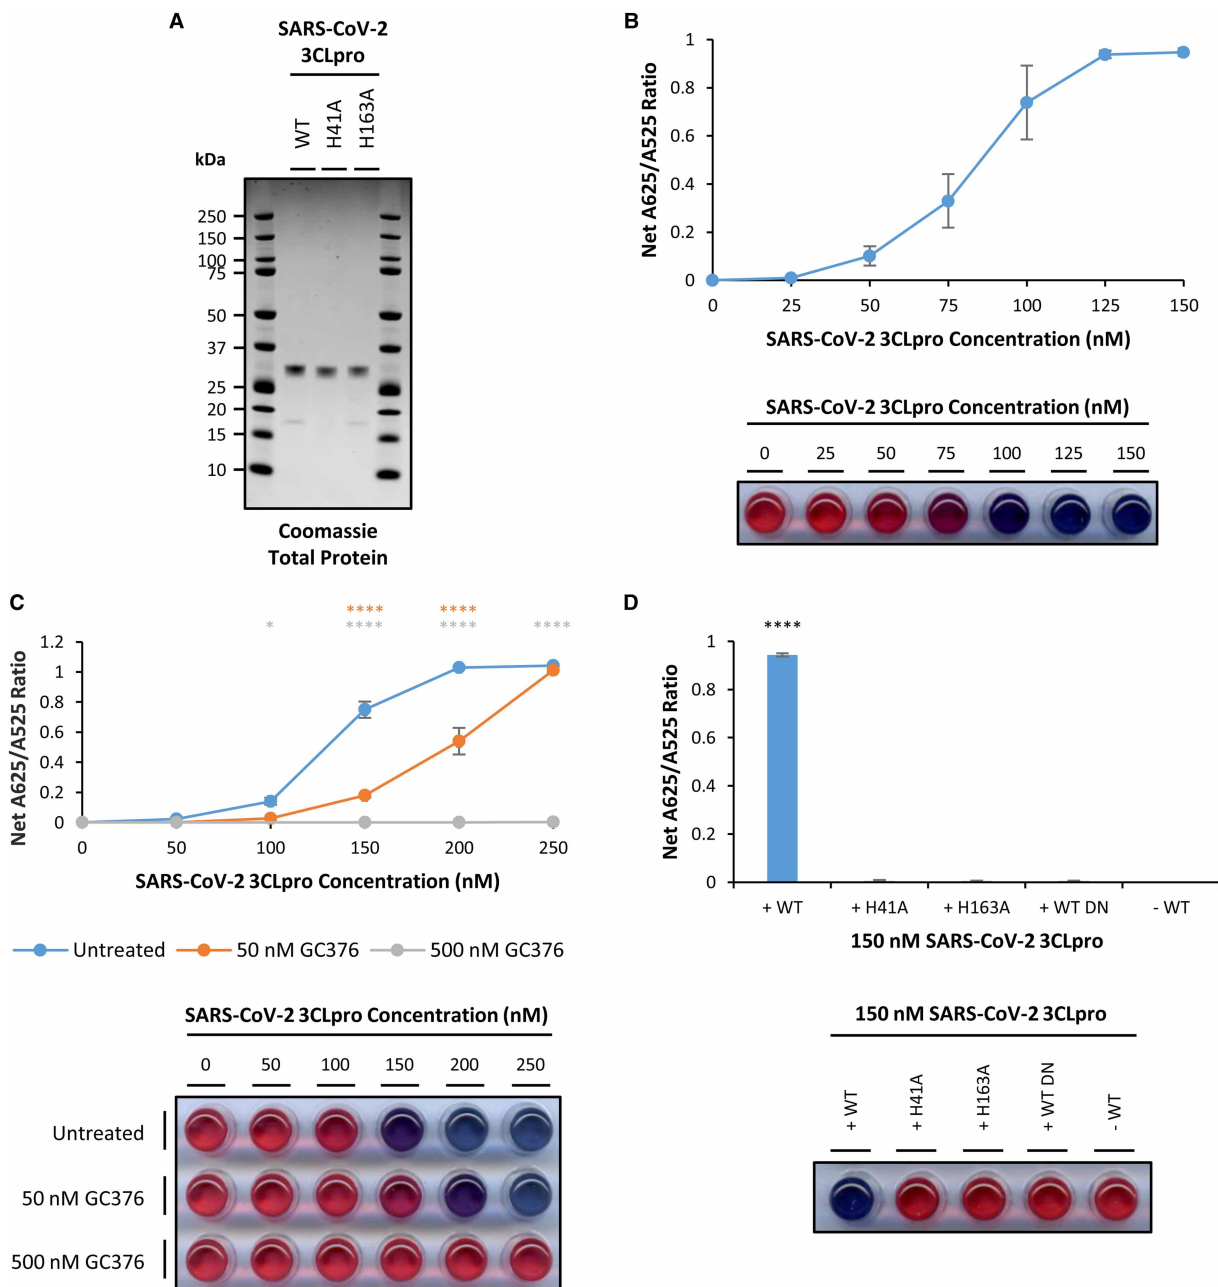 A
SARS-CoV-2
3CLpro
WT
H41A
H163A
kDa
250
150
100
75
50
37
25
20
15
10
Coomassie
Total Protein
B
Net A625/A525 Ratio
1
0.8
0.6
0.4
0.2
0
0 25 50 75 100 125 150
SARS-CoV-2 3CLpro Concentration (nM)
SARS-CoV-2 3CLpro Concentration (nM)
0 25 50 75 100 125 150
C
**** ****
* **** **** ****
Net A625/A525 Ratio
1.2
1
0.8
0.6
0.4
0.2
0
0 50 100 150 200 250
SARS-CoV-2 3CLpro Concentration (nM)
Untreated 50 nM GC376 500 nM GC376
SARS-CoV-2 3CLpro Concentration (nM)
0 50 100 150 200 250
Untreated
50 nM GC376
500 nM GC376
D
****
Net A625/A525 Ratio
1
0.8
0.6
0.4
0.2
0
+ WT + H41A + H163A + WT DN - WT
150 nM SARS-CoV-2 3CLpro
150 nM SARS-CoV-2 3CLpro
+ WT
+ H41A
+ H163A
+ WT DN
- WT